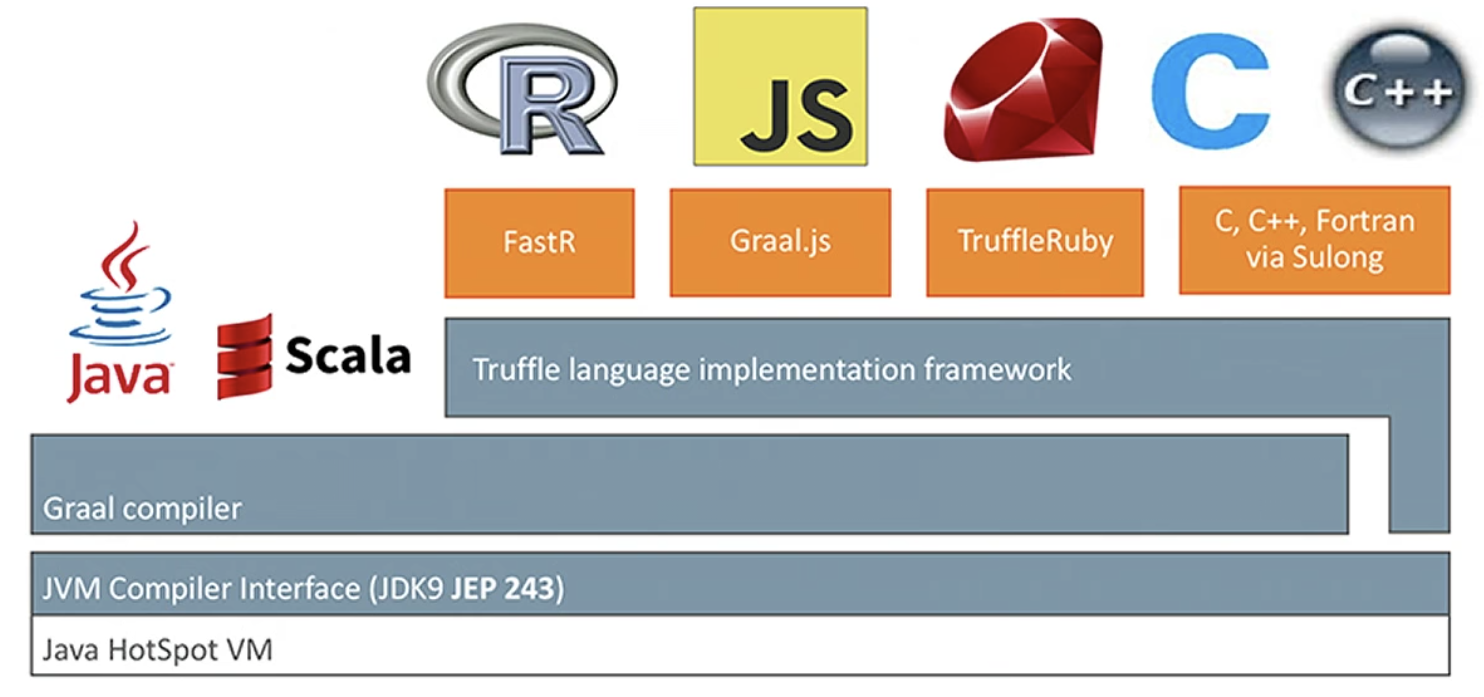 R
JS
C
C++
FastR
Graal.js
TruffleRuby
C, C++, Fortran
via Sulong
Java
Scala
Truffle language implementation framework
Graal compiler
JVM Compiler Interface (JDK9 JEP 243)
Java HotSpot VM